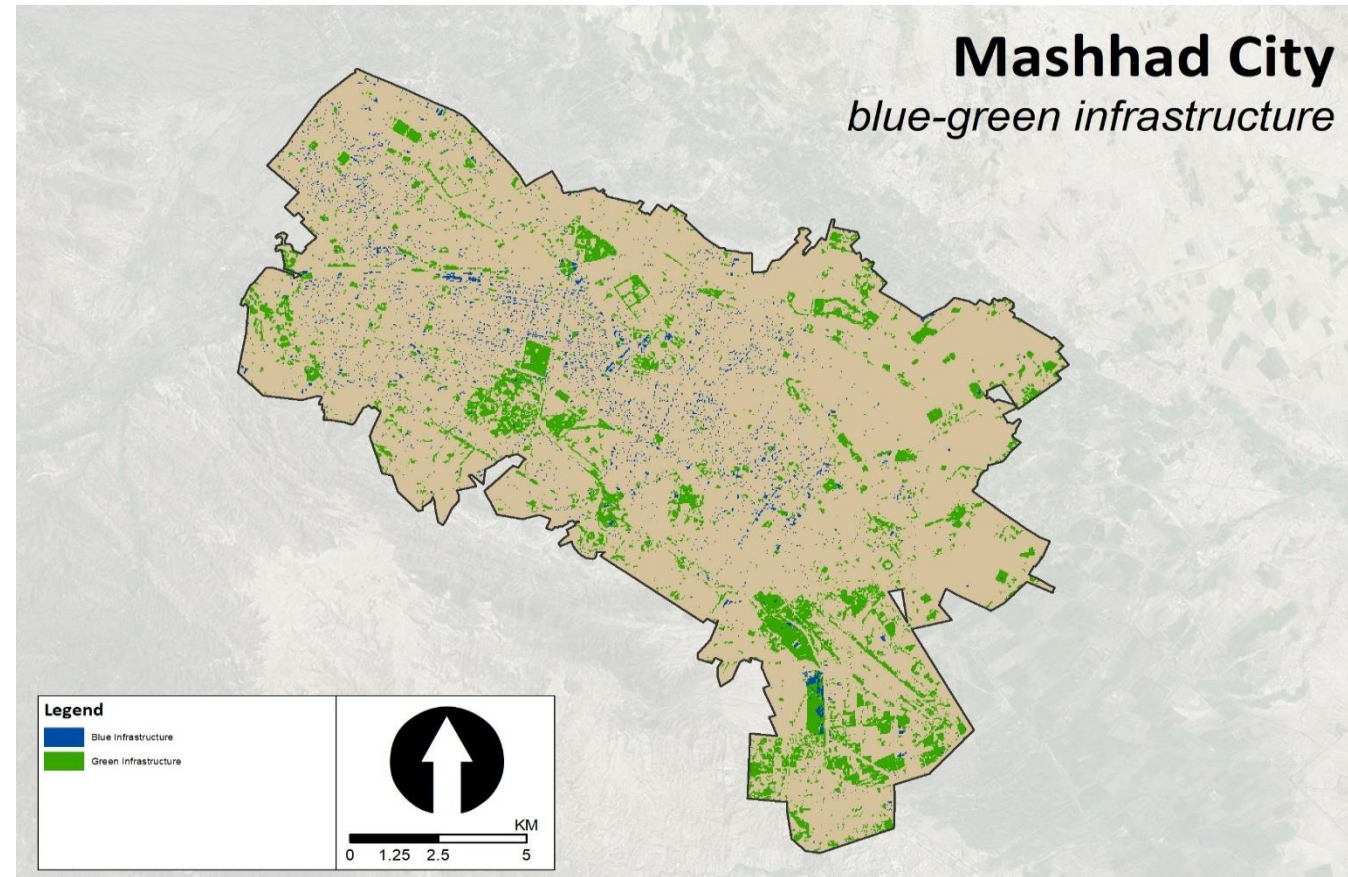 Mashhad City
blue-green infrastructure
Legend
Blue Infrastructure
Green Infrastructure
KM
0 1.25 2.5 5